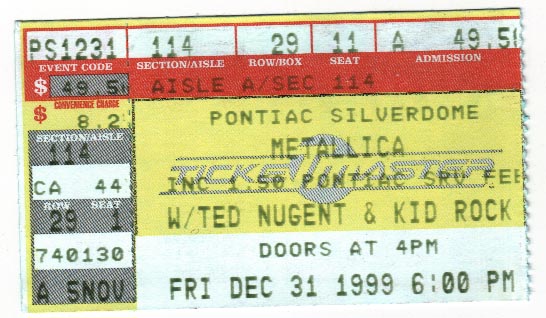 PS1231 114 29 11 A 49.50
EVENT CODE SECTION/AISLE ROW/BOX SEAT ADMISSION
$ 49.50 AISLE A/SEC 114
CONVENIENCE CHARGE
$ 8.2
PONTIAC SILVERDOME
SECTION/AISLE
METALLICA
114
TICKETMASTER
CA 44
INC 1.50 PONTIAC SRV FEE
ROW SEAT
29 1
W/TED NUGENT & KID ROCK
740130
DOORS AT 4PM
A 5NOV
FRI DEC 31 1999 6:00 PM